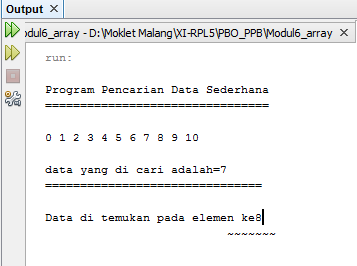 Output
odul6_array - D:\Moklet Malang\XI-RPL5\PBO_PPB\Modul6_array
run:
Program Pencarian Data Sederhana
================================
0 1 2 3 4 5 6 7 8 9 10
data yang di cari adalah=7
===============================
Data di temukan pada elemen ke8
~~~~~~~